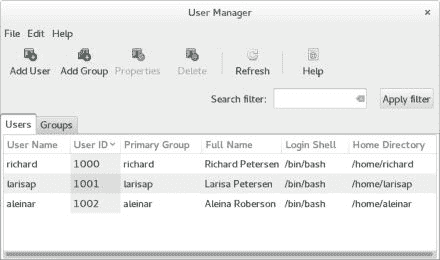 User Manager ×
File Edit Help
Add User Add Group Properties Delete Refresh Help
Search filter: Apply filter
Users Groups
User Name User ID Primary Group Full Name Login Shell Home Directory
richard 1000 richard Richard Petersen /bin/bash /home/richard
larisap 1001 larisap Larisa Petersen /bin/bash /home/larisap
aleinar 1002 aleinar Aleina Roberson /bin/bash /home/aleinar